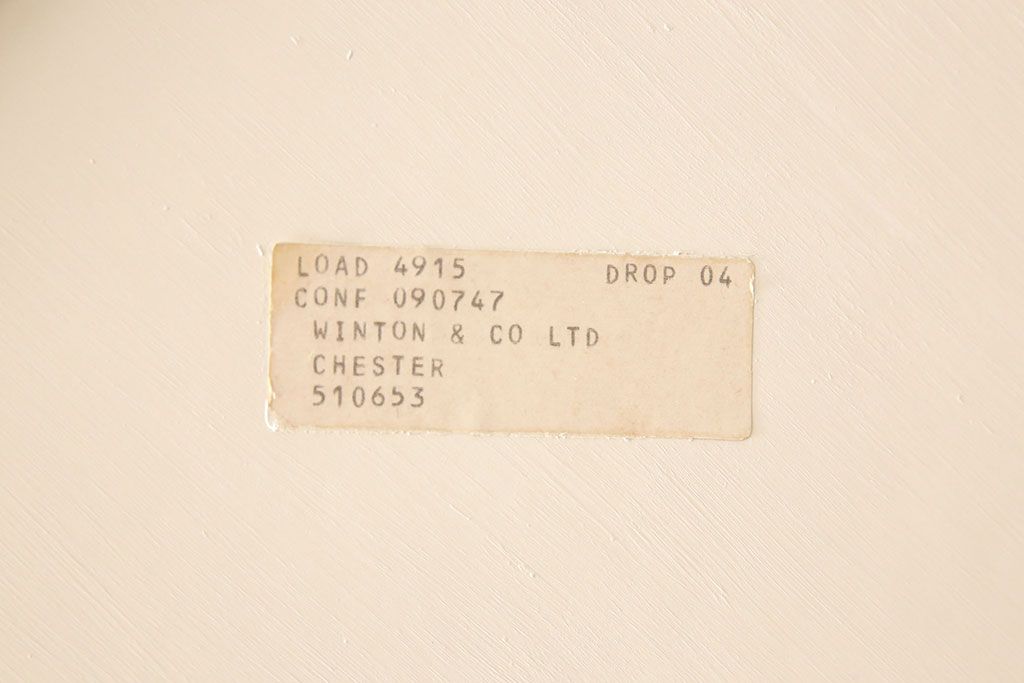 LOAD 4915 DROP 04
CONF 090747
WINTON & CO LTD
CHESTER
510653